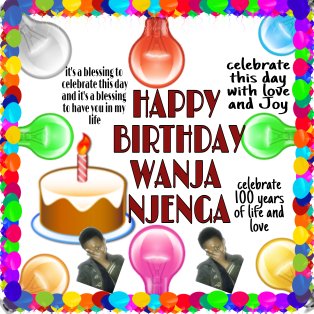 it's a blessing to
celebrate this day
and it's a blessing
to have you in my
life
celebrate
this day
with love
and Joy
HAPPY
BIRTHDAY
WANJA
NJENGA
celebrate
100 years
of life and
love